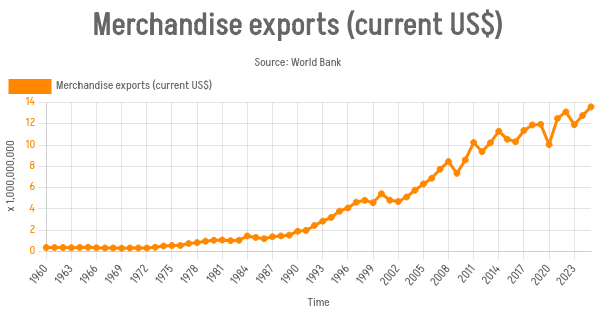 Merchandise exports (current US$)
Source: World Bank
Merchandise exports (current US$)
14
12
10
8
6
4
2
0
x 1,000,000,000
1960 1963 1966 1969 1972 1975 1978 1981 1984 1987 1990 1993 1996 1999 2002 2005 2008 2011 2014 2017 2020 2023
Time